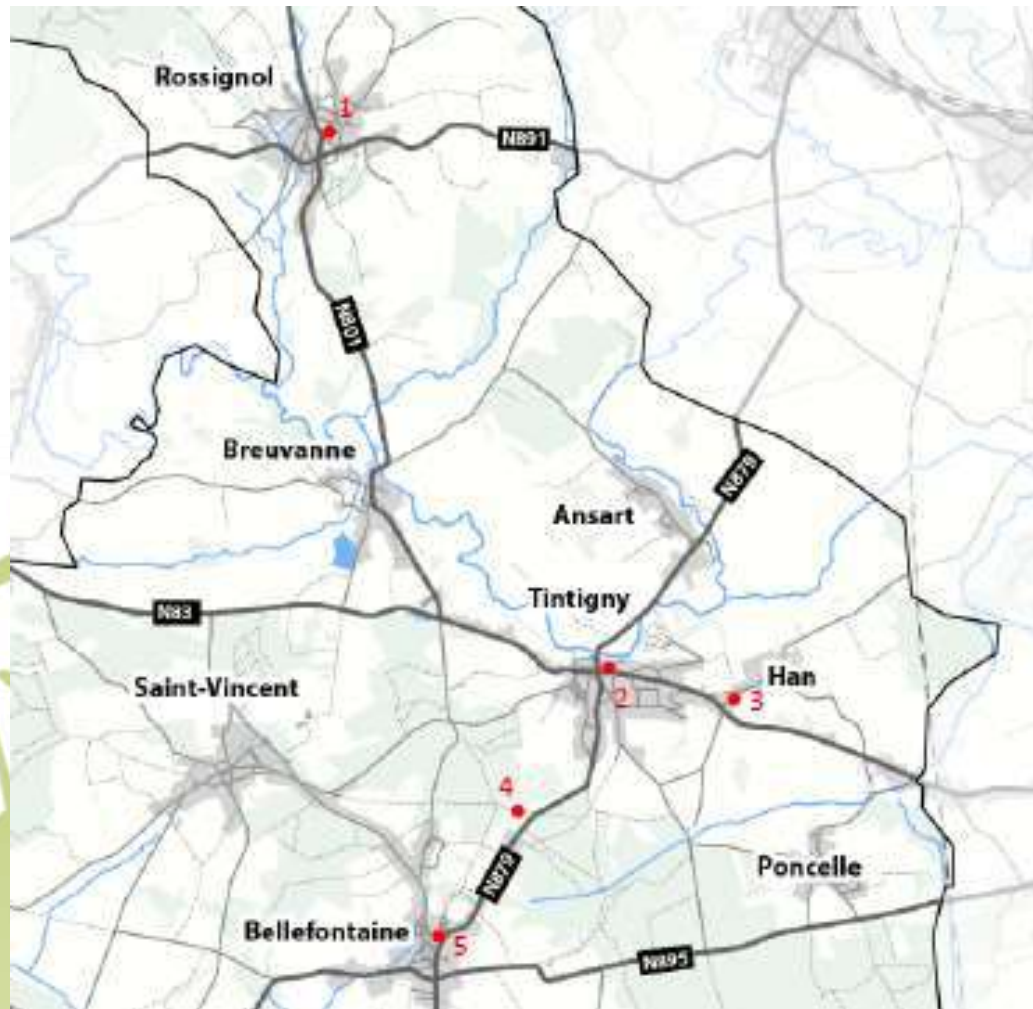 Rossignol
1
N891
N801
Breuvanne
N879
Ansart
Tintigny
N83
Han
Saint-Vincent
2
3
4
Poncelle
N879
Bellefontaine
5
N895